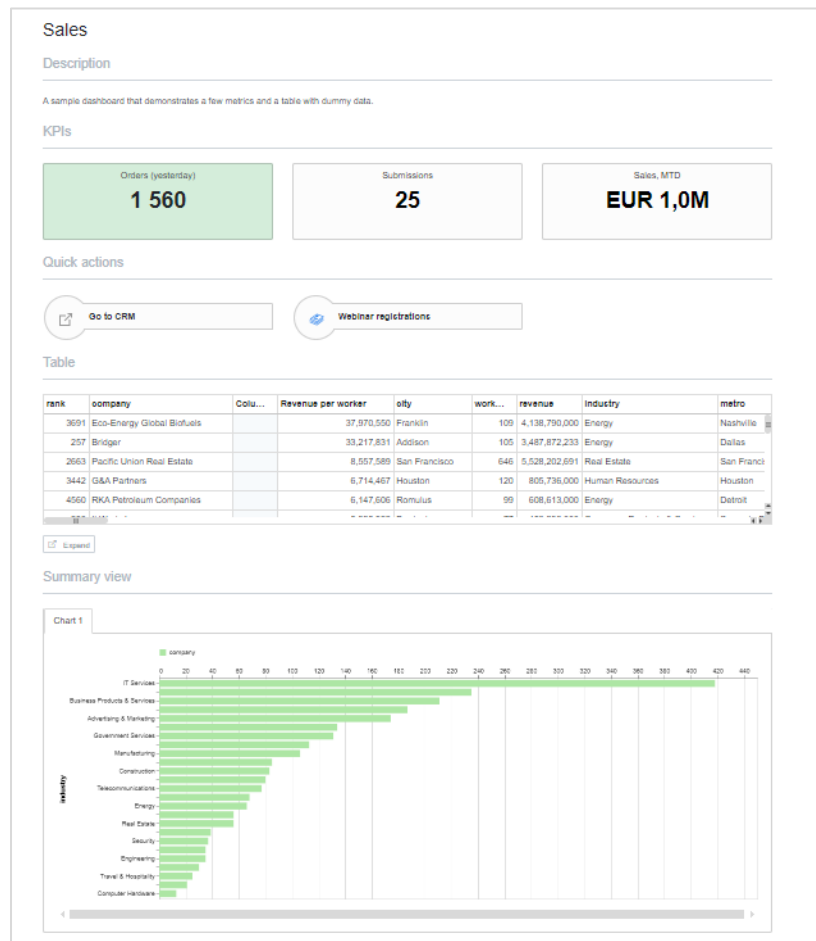 Sales
Description
A sample dashboard that demonstrates a few metrics and a table with dummy data.
KPIs
Orders (yesterday) Submissions Sales, MTD
1 560 25 EUR 1,0M
Quick actions
Go to CRM Webinar registrations
Table
rank company Colu... Revenue per worker city work... revenue industry metro
3691 Eco-Energy Global Biofuels 37,970,550 Franklin 109 4,138,790,000 Energy Nashville
257 Bridger 33,217,831 Addison 105 3,487,872,233 Energy Dallas
2663 Pacific Union Real Estate 8,557,589 San Francisco 646 5,528,202,691 Real Estate San Franci
3442 G&A Partners 6,714,467 Houston 120 805,736,000 Human Resources Houston
4560 RKA Petroleum Companies 6,147,606 Romulus 99 608,613,000 Energy Detroit
Expand
Summary view
Chart 1
company
0 20 40 60 80 100 120 140 160 180 200 220 240 260 280 300 320 340 360 380 400 420 440
IT Services
Business Products & Services
Advertising & Marketing
Government Services
Manufacturing
Construction
Telecommunications
industry
Energy
Real Estate
Security
Engineering
Travel & Hospitality
Computer Hardware